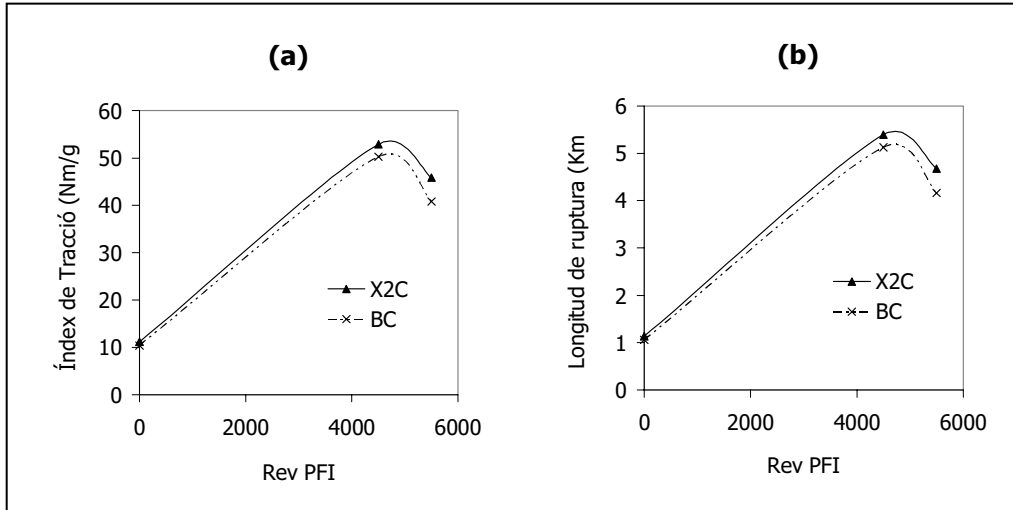 (a)
Índex de Tracció (Nm/g)
60
50
40
30
20
10
0
X2C
BC
0 2000 4000 6000
Rev PFI
(b)
Longitud de ruptura (Km
6
5
4
3
2
1
0
X2C
BC
0 2000 4000 6000
Rev PFI